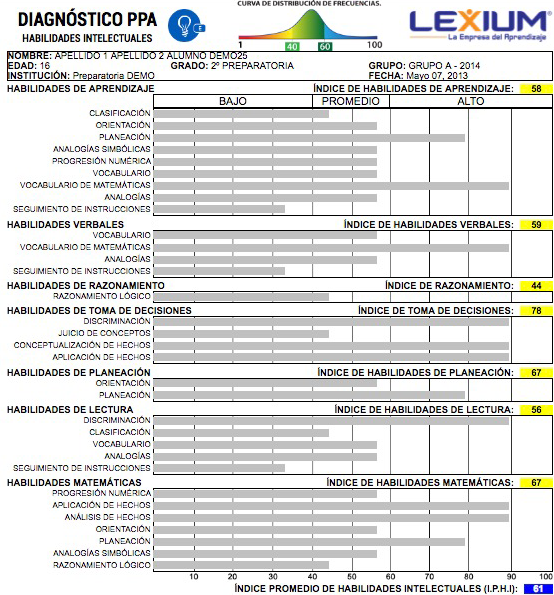 DIAGNÓSTICO PPA
HABILIDADES INTELECTUALES
E
CURVA DE DISTRIBUCIÓN DE FRECUENCIAS.
1 40 60 100
LEXIUM®
La Empresa del Aprendizaje
NOMBRE: APELLIDO 1 APELLIDO 2 ALUMNO DEMO25
EDAD: 16 GRADO: 2º PREPARATORIA GRUPO: GRUPO A - 2014
INSTITUCIÓN: Preparatoria DEMO FECHA: Mayo 07, 2013
HABILIDADES DE APRENDIZAJE ÍNDICE DE HABILIDADES DE APRENDIZAJE: 58
BAJO PROMEDIO ALTO
CLASIFICACIÓN
ORIENTACIÓN
PLANEACIÓN
ANALOGÍAS SIMBÓLICAS
PROGRESIÓN NUMÉRICA
VOCABULARIO
VOCABULARIO DE MATEMÁTICAS
ANALOGÍAS
SEGUIMIENTO DE INSTRUCCIONES
HABILIDADES VERBALES ÍNDICE DE HABILIDADES VERBALES: 59
VOCABULARIO
VOCABULARIO DE MATEMÁTICAS
ANALOGÍAS
SEGUIMIENTO DE INSTRUCCIONES
HABILIDADES DE RAZONAMIENTO ÍNDICE DE RAZONAMIENTO: 44
RAZONAMIENTO LÓGICO
HABILIDADES DE TOMA DE DECISIONES ÍNDICE DE TOMA DE DECISIONES: 78
DISCRIMINACIÓN
JUICIO DE CONCEPTOS
CONCEPTUALIZACIÓN DE HECHOS
APLICACIÓN DE HECHOS
HABILIDADES DE PLANEACIÓN ÍNDICE DE HABILIDADES DE PLANEACIÓN: 67
ORIENTACIÓN
PLANEACIÓN
HABILIDADES DE LECTURA ÍNDICE DE HABILIDADES DE LECTURA: 56
DISCRIMINACIÓN
CLASIFICACIÓN
VOCABULARIO
ANALOGÍAS
SEGUIMIENTO DE INSTRUCCIONES
HABILIDADES MATEMÁTICAS ÍNDICE DE HABILIDADES MATEMÁTICAS: 67
PROGRESIÓN NUMÉRICA
APLICACIÓN DE HECHOS
ANÁLISIS DE HECHOS
ORIENTACIÓN
PLANEACIÓN
ANALOGÍAS SIMBÓLICAS
RAZONAMIENTO LÓGICO
10 20 30 40 50 60 70 80 90 100
ÍNDICE PROMEDIO DE HABILIDADES INTELECTUALES (I.P.H.I): 61